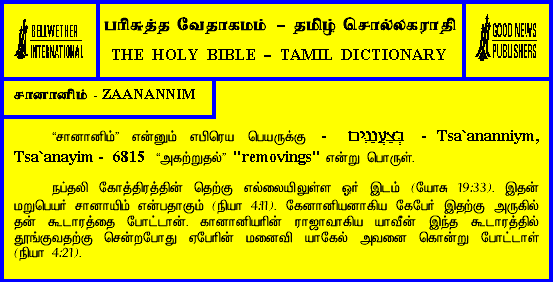 BELLWETHER
INTERNATIONAL
பரிசுத்த வேதாகமம் – தமிழ் சொல்லகராதி
THE HOLY BIBLE – TAMIL DICTIONARY
GOOD NEWS
PUBLISHERS
சானானிம் - ZAANANNIM
“சானானிம்” என்னும் எபிரெய பெயருக்கு - בְּצַעֲנַנִּים - Tsa`ananniym,
Tsa`anayim - 6815 “அகற்றுதல்” "removings" என்று பொருள்.
நப்தலி கோத்திரத்தின் தெற்கு எல்லையிலுள்ள ஓர் இடம் (யோசு 19:33). இதன்
மறுபெயர் சானாயிம் என்பதாகும் (நியா 4:11). கேனானியனாகிய கேபேர் இதற்கு அருகில்
தன் கூடாரத்தை போட்டான். கானானியரின் ராஜாவாகிய யாவீன் இந்த கூடாரத்தில்
தூங்குவதற்கு சென்றபோது ஏபேரின் மனைவி யாகேல் அவனை கொன்று போட்டாள்
(நியா 4:21).